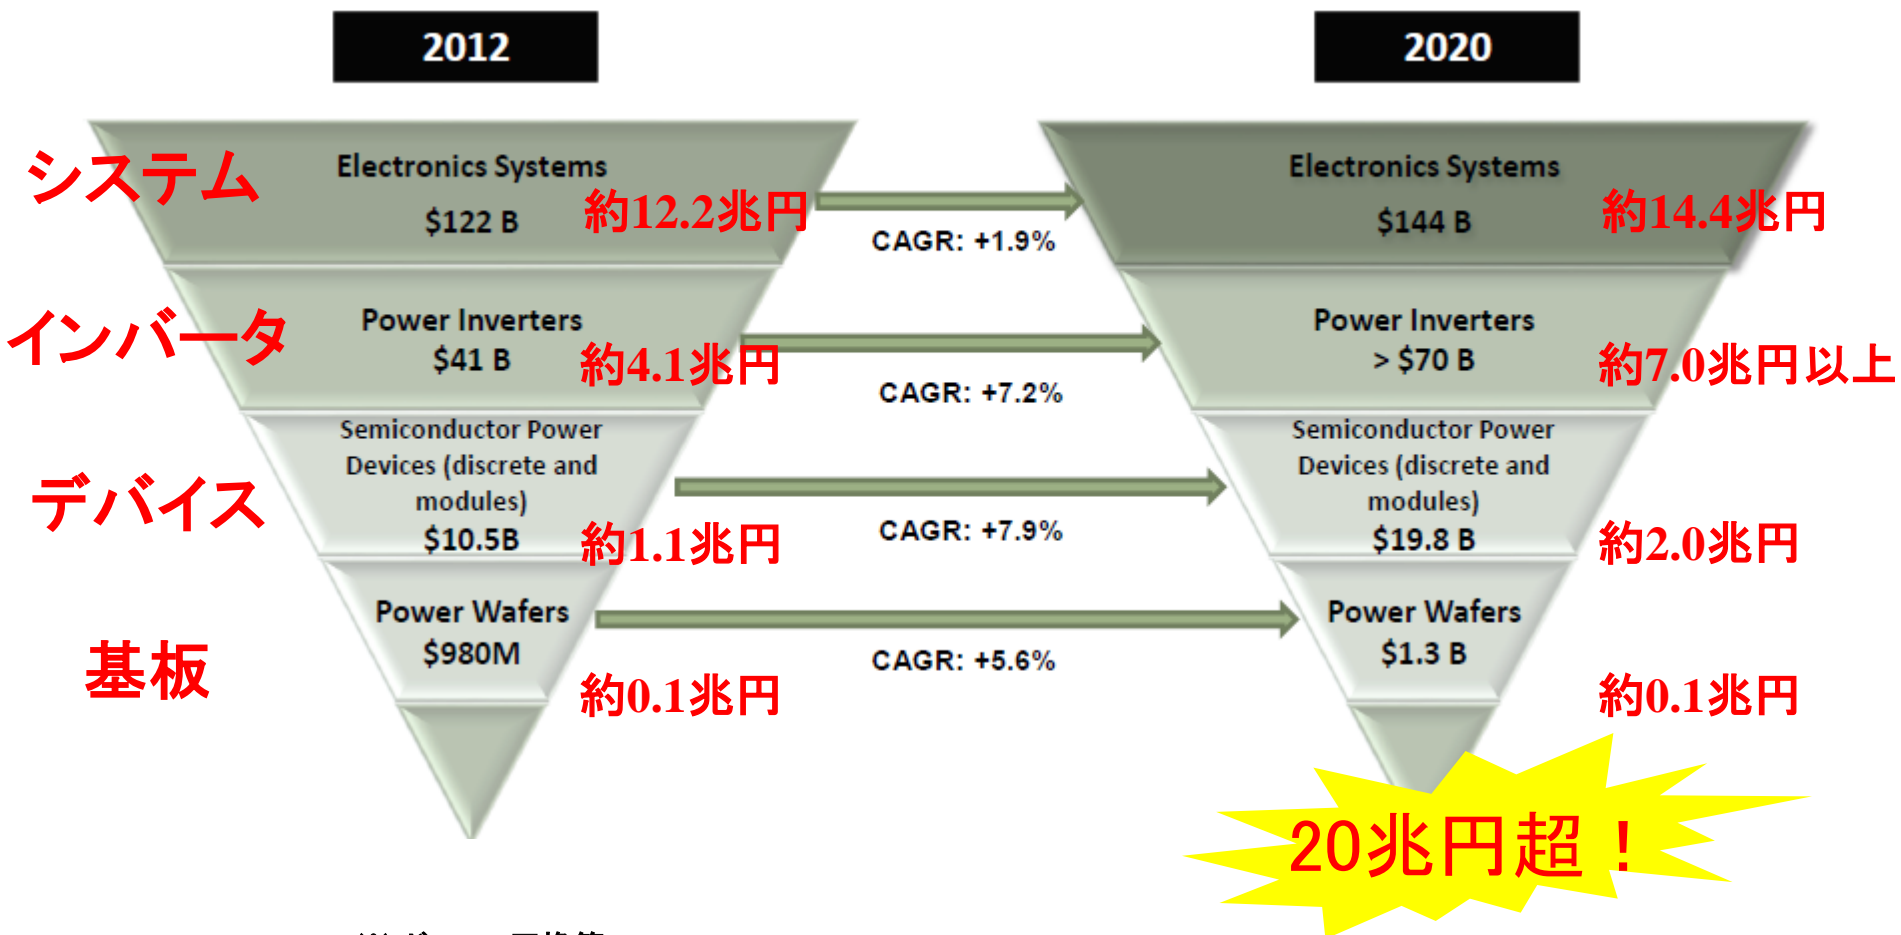 2012
2020
システム
Electronics Systems
$122 B
約12.2兆円
CAGR: +1.9%
Electronics Systems
$144 B
約14.4兆円
インバータ
Power Inverters
$41 B
約4.1兆円
CAGR: +7.2%
Power Inverters
> $70 B
約7.0兆円以上
デバイス
Semiconductor Power
Devices (discrete and
modules)
$10.5B
約1.1兆円
CAGR: +7.9%
Semiconductor Power
Devices (discrete and
modules)
$19.8 B
約2.0兆円
基板
Power Wafers
$980M
約0.1兆円
CAGR: +5.6%
Power Wafers
$1.3 B
約0.1兆円
20兆円超！